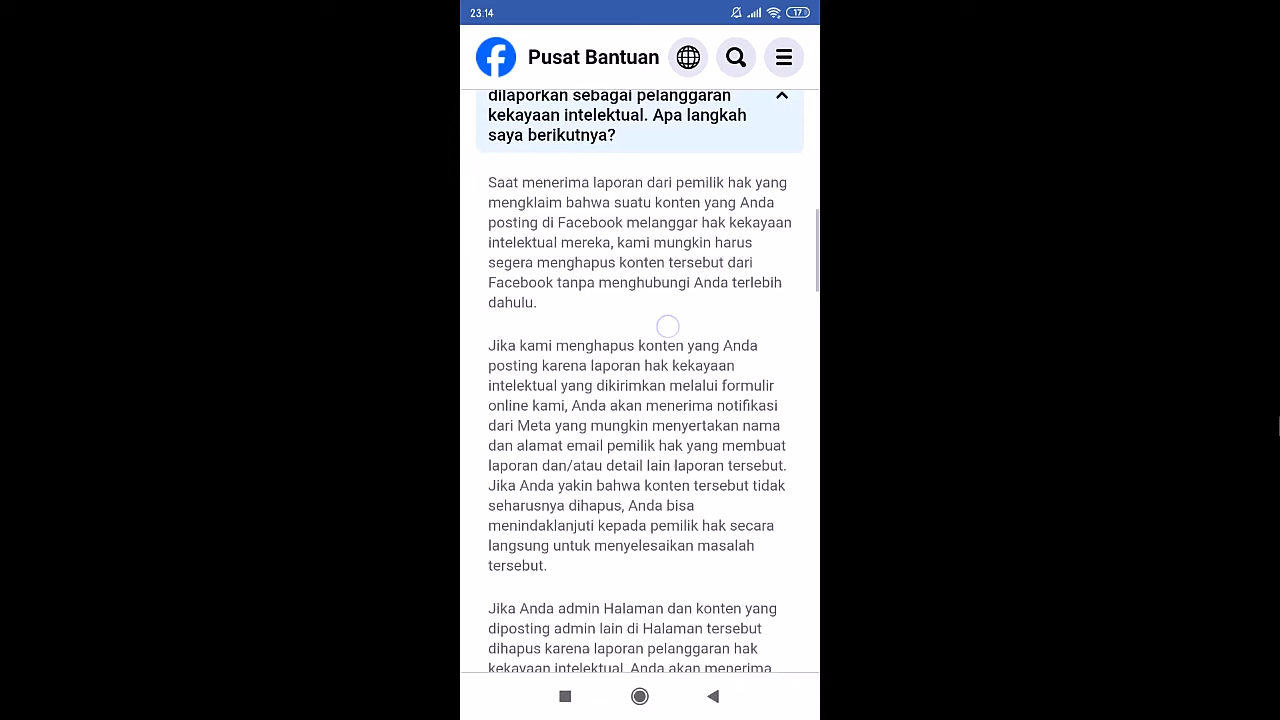 23.14
17
Pusat Bantuan
dilaporkan sebagai pelanggaran
kekayaan intelektual. Apa langkah
saya berikutnya?
Saat menerima laporan dari pemilik hak yang
mengklaim bahwa suatu konten yang Anda
posting di Facebook melanggar hak kekayaan
intelektual mereka, kami mungkin harus
segera menghapus konten tersebut dari
Facebook tanpa menghubungi Anda terlebih
dahulu.
Jika kami menghapus konten yang Anda
posting karena laporan hak kekayaan
intelektual yang dikirimkan melalui formulir
online kami, Anda akan menerima notifikasi
dari Meta yang mungkin menyertakan nama
dan alamat email pemilik hak yang membuat
laporan dan/atau detail lain laporan tersebut.
Jika Anda yakin bahwa konten tersebut tidak
seharusnya dihapus, Anda bisa
menindaklanjuti kepada pemilik hak secara
langsung untuk menyelesaikan masalah
tersebut.
Jika Anda admin Halaman dan konten yang
diposting admin lain di Halaman tersebut
dihapus karena laporan pelanggaran hak
kekayaan intelektual, Anda akan menerima